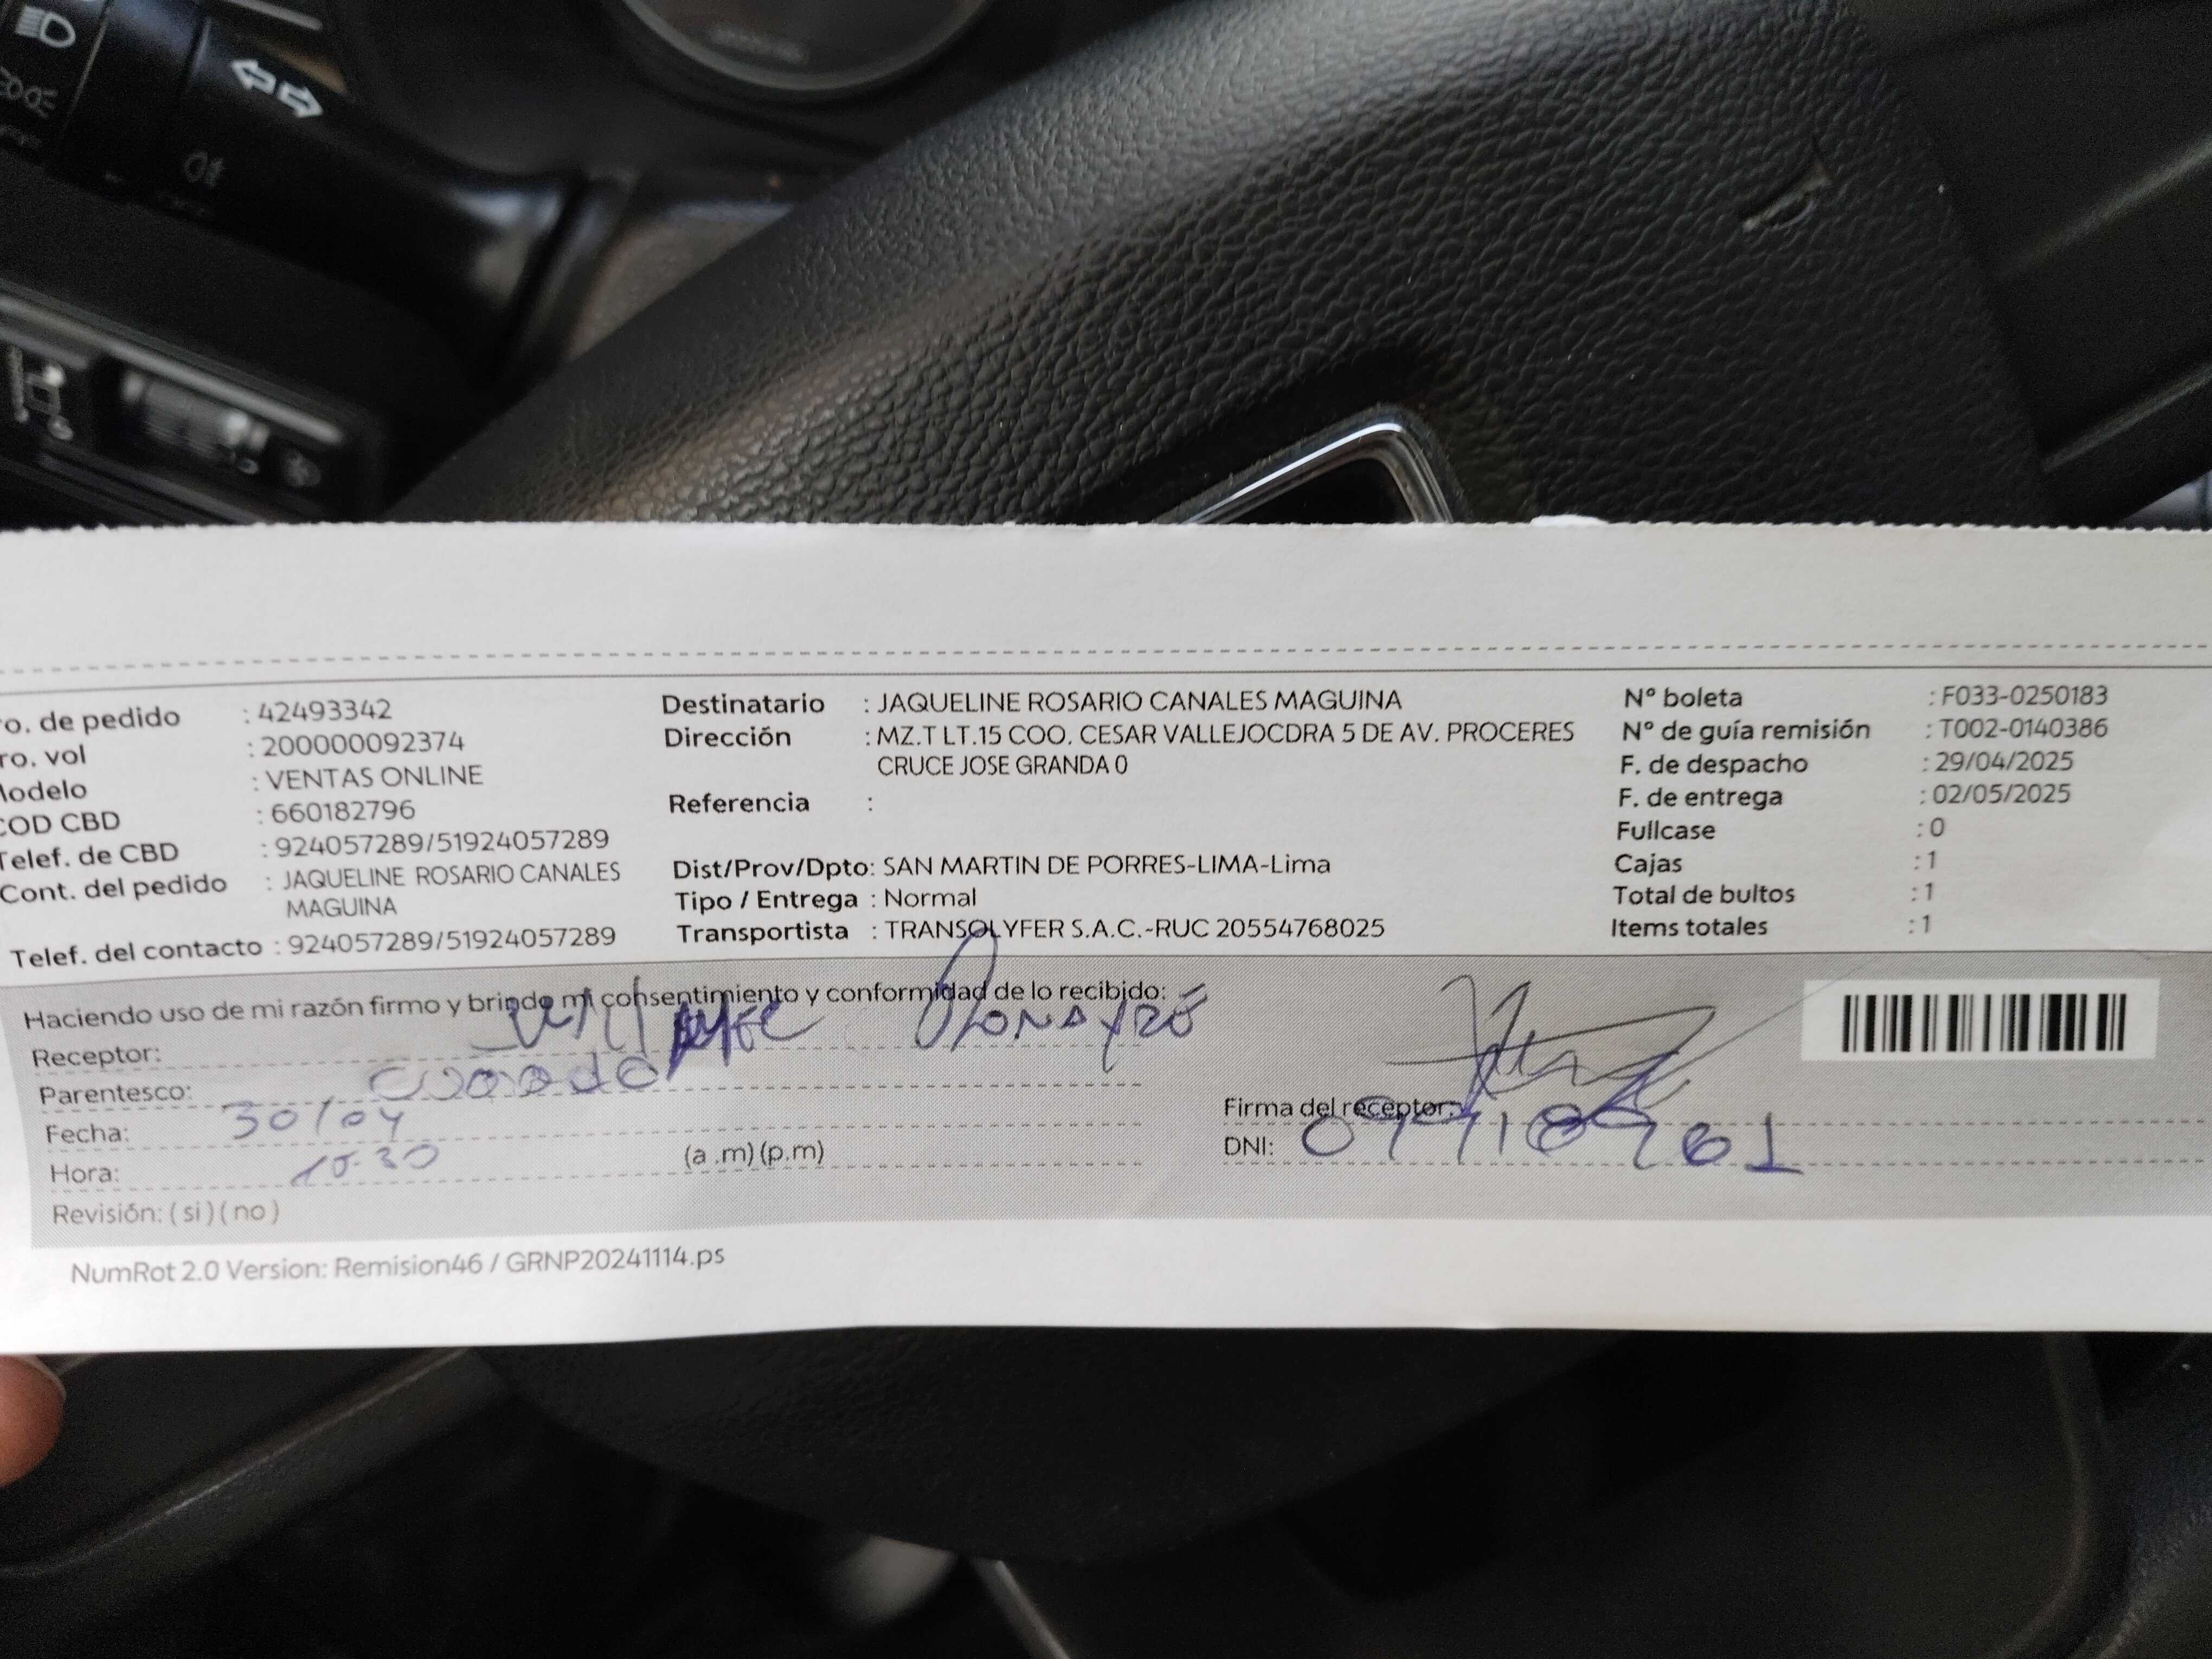 ro. de pedido : 42493342
ro. vol : 200000092374
Modelo : VENTAS ONLINE
COD CBD : 660182796
Telef. de CBD : 924057289/51924057289
Cont. del pedido : JAQUELINE ROSARIO CANALES
MAGUINA
Telef. del contacto : 924057289/51924057289
Destinatario : JAQUELINE ROSARIO CANALES MAGUINA
Dirección : MZ.T LT.15 COO. CESAR VALLEJOCDRA 5 DE AV. PROCERES
CRUCE JOSE GRANDA 0
Referencia :
Dist/Prov/Dpto: SAN MARTIN DE PORRES-LIMA-Lima
Tipo / Entrega : Normal
Transportista : TRANSOLYFER S.A.C.-RUC 20554768025
N° boleta : F033-0250183
N° de guía remisión : T002-0140386
F. de despacho : 29/04/2025
F. de entrega : 02/05/2025
Fullcase : 0
Cajas : 1
Total de bultos : 1
Items totales : 1
Haciendo uso de mi razón firmo y brindo mi consentimiento y conformidad de lo recibido:
Receptor:
Parentesco:
Fecha: 30/04
Hora: 15:30 (a .m) (p.m)
Revisión: ( si ) ( no )
Firma del receptor:
DNI:
NumRot 2.0 Version: Remision46 / GRNP20241114.ps